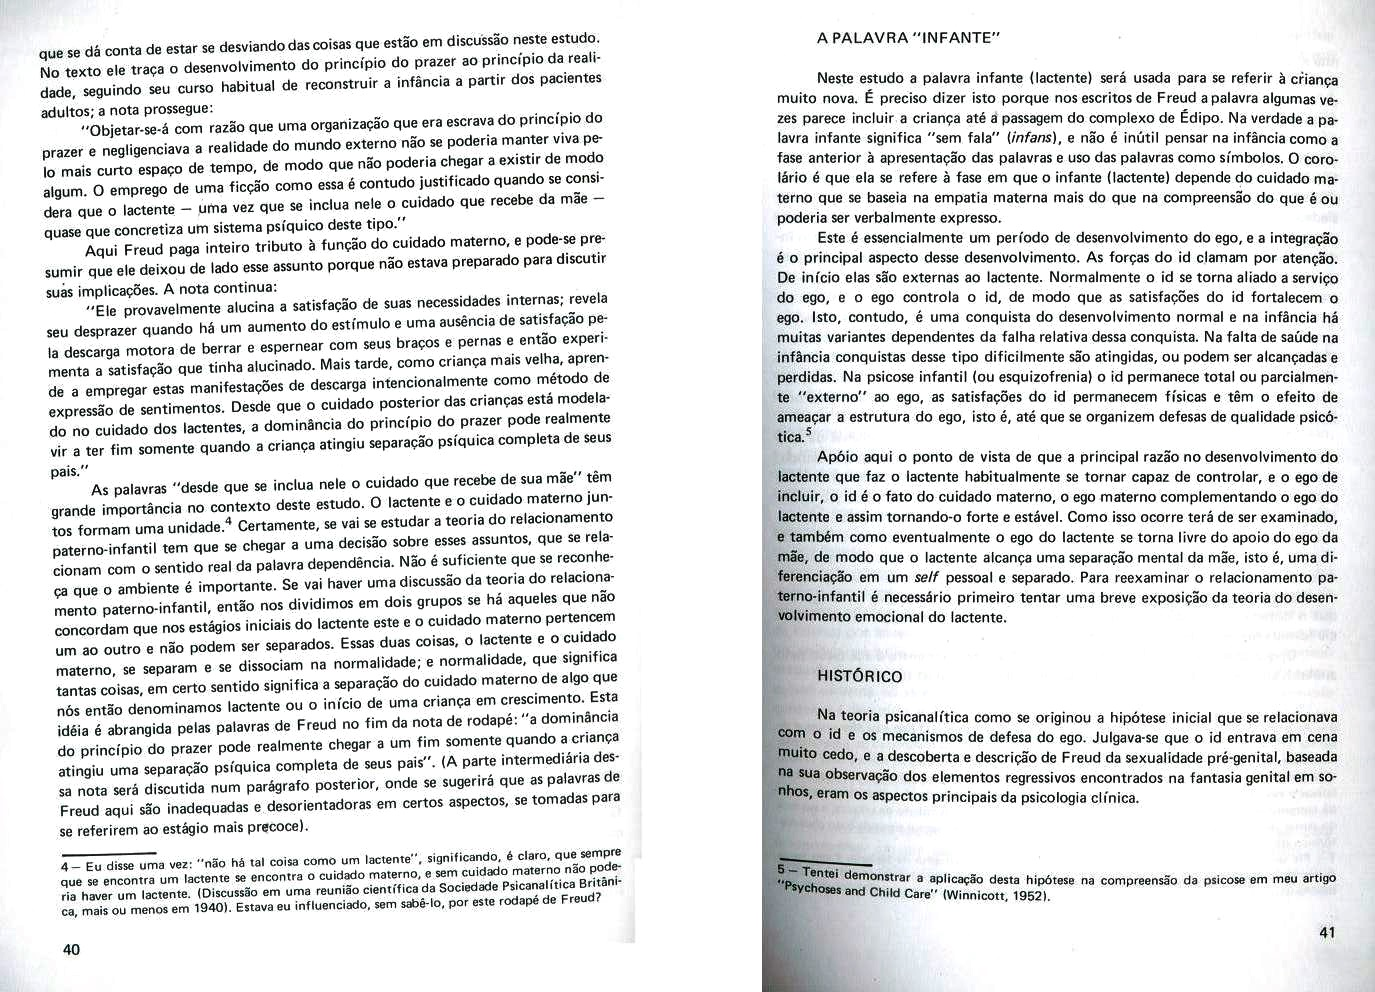 que se dá conta de estar se desviando das coisas que estão em discussão neste estudo.
No texto ele traça o desenvolvimento do princípio do prazer ao princípio da reali-
dade, seguindo seu curso habitual de reconstruir a infância a partir dos pacientes
adultos; a nota prossegue:
"Objetar-se-á com razão que uma organização que era escrava do princípio do
prazer e negligenciava a realidade do mundo externo não se poderia manter viva pe-
lo mais curto espaço de tempo, de modo que não poderia chegar a existir de modo
algum. O emprego de uma ficção como essa é contudo justificado quando se consi-
dera que o lactente — uma vez que se inclua nele o cuidado que recebe da mãe —
quase que concretiza um sistema psíquico deste tipo."
Aqui Freud paga inteiro tributo à função do cuidado materno, e pode-se pre-
sumir que ele deixou de lado esse assunto porque não estava preparado para discutir
suas implicações. A nota continua:
"Ele provavelmente alucina a satisfação de suas necessidades internas; revela
seu desprazer quando há um aumento do estímulo e uma ausência de satisfação pe-
la descarga motora de berrar e espernear com seus braços e pernas e então experi-
menta a satisfação que tinha alucinado. Mais tarde, como criança mais velha, apren-
de a empregar estas manifestações de descarga intencionalmente como método de
expressão de sentimentos. Desde que o cuidado posterior das crianças está modela-
do no cuidado dos lactentes, a dominância do princípio do prazer pode realmente
vir a ter fim somente quando a criança atingiu separação psíquica completa de seus
pais."
As palavras "desde que se inclua nele o cuidado que recebe de sua mãe" têm
grande importância no contexto deste estudo. O lactente e o cuidado materno jun-
tos formam uma unidade.4 Certamente, se vai se estudar a teoria do relacionamento
paterno-infantil tem que se chegar a uma decisão sobre esses assuntos, que se rela-
cionam com o sentido real da palavra dependência. Não é suficiente que se reconhe-
ça que o ambiente é importante. Se vai haver uma discussão da teoria do relaciona-
mento paterno-infantil, então nos dividimos em dois grupos se há aqueles que não
concordam que nos estágios iniciais do lactente este e o cuidado materno pertencem
um ao outro e não podem ser separados. Essas duas coisas, o lactente e o cuidado
materno, se separam e se dissociam na normalidade; e normalidade, que significa
tantas coisas, em certo sentido significa a separação do cuidado materno de algo que
nós então denominamos lactente ou o início de uma criança em crescimento. Esta
idéia é abrangida pelas palavras de Freud no fim da nota de rodapé: "a dominância
do princípio do prazer pode realmente chegar a um fim somente quando a criança
atingiu uma separação psíquica completa de seus pais". (A parte intermediária des-
sa nota será discutida num parágrafo posterior, onde se sugerirá que as palavras de
Freud aqui são inadequadas e desorientadoras em certos aspectos, se tomadas para
se referirem ao estágio mais precoce).
4 — Eu disse uma vez: "não há tal coisa como um lactente", significando, é claro, que sempre
que se encontra um lactente se encontra o cuidado materno, e sem cuidado materno não pode-
ria haver um lactente. (Discussão em uma reunião científica da Sociedade Psicanalítica Britâni-
ca, mais ou menos em 1940). Estava eu influenciado, sem sabê-lo, por este rodapé de Freud?
40
A PALAVRA "INFANTE"
Neste estudo a palavra infante (lactente) será usada para se referir à criança
muito nova. É preciso dizer isto porque nos escritos de Freud a palavra algumas ve-
zes parece incluir a criança até à passagem do complexo de Édipo. Na verdade a pa-
lavra infante significa "sem fala" (infans), e não é inútil pensar na infância como a
fase anterior à apresentação das palavras e uso das palavras como símbolos. O coro-
lário é que ela se refere à fase em que o infante (lactente) depende do cuidado ma-
terno que se baseia na empatia materna mais do que na compreensão do que é ou
poderia ser verbalmente expresso.
Este é essencialmente um período de desenvolvimento do ego, e a integração
é o principal aspecto desse desenvolvimento. As forças do id clamam por atenção.
De início elas são externas ao lactente. Normalmente o id se torna aliado a serviço
do ego, e o ego controla o id, de modo que as satisfações do id fortalecem o
ego. Isto, contudo, é uma conquista do desenvolvimento normal e na infância há
muitas variantes dependentes da falha relativa dessa conquista. Na falta de saúde na
infância conquistas desse tipo dificilmente são atingidas, ou podem ser alcançadas e
perdidas. Na psicose infantil (ou esquizofrenia) o id permanece total ou parcialmen-
te "externo" ao ego, as satisfações do id permanecem físicas e têm o efeito de
ameaçar a estrutura do ego, isto é, até que se organizem defesas de qualidade psicó-
tica.5
Apóio aqui o ponto de vista de que a principal razão no desenvolvimento do
lactente que faz o lactente habitualmente se tornar capaz de controlar, e o ego de
incluir, o id é o fato do cuidado materno, o ego materno complementando o ego do
lactente e assim tornando-o forte e estável. Como isso ocorre terá de ser examinado,
e também como eventualmente o ego do lactente se torna livre do apoio do ego da
mãe, de modo que o lactente alcança uma separação mental da mãe, isto é, uma di-
ferenciação em um self pessoal e separado. Para reexaminar o relacionamento pa-
terno-infantil é necessário primeiro tentar uma breve exposição da teoria do desen-
volvimento emocional do lactente.
HISTÓRICO
Na teoria psicanalítica como se originou a hipótese inicial que se relacionava
com o id e os mecanismos de defesa do ego. Julgava-se que o id entrava em cena
muito cedo, e a descoberta e descrição de Freud da sexualidade pré-genital, baseada
na sua observação dos elementos regressivos encontrados na fantasia genital em so-
nhos, eram os aspectos principais da psicologia clínica.
5 — Tentei demonstrar a aplicação desta hipótese na compreensão da psicose em meu artigo
"Psychoses and Child Care" (Winnicott, 1952).
41